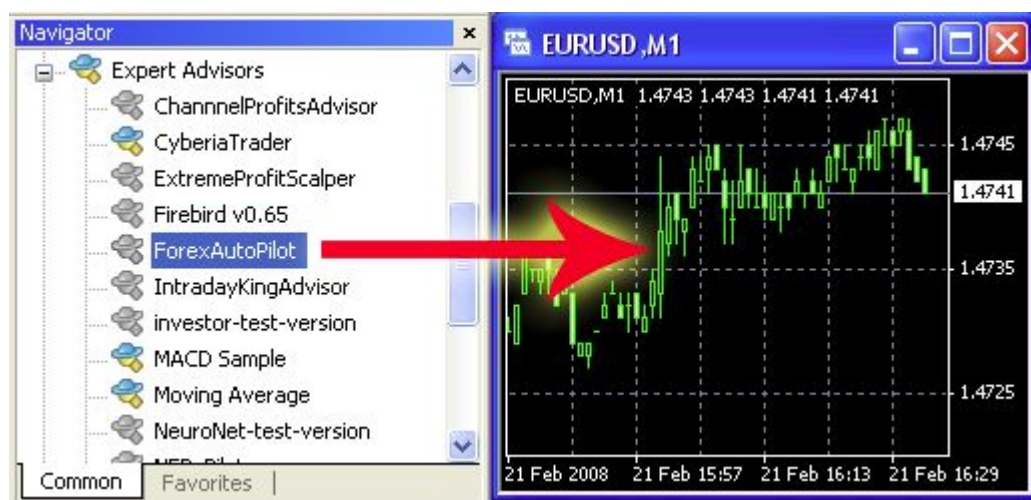 Navigator
Expert Advisors
ChannnelProfitsAdvisor
CyberiaTrader
ExtremeProfitScalper
Firebird v0.65
ForexAutoPilot
IntradayKingAdvisor
investor-test-version
MACD Sample
Moving Average
NeuroNet-test-version
Common
Favorites
EURUSD,M1
EURUSD,M1 1.4743 1.4743 1.4741 1.4741
1.4745
1.4741
1.4735
1.4725
21 Feb 2008 21 Feb 15:57 21 Feb 16:13 21 Feb 16:29